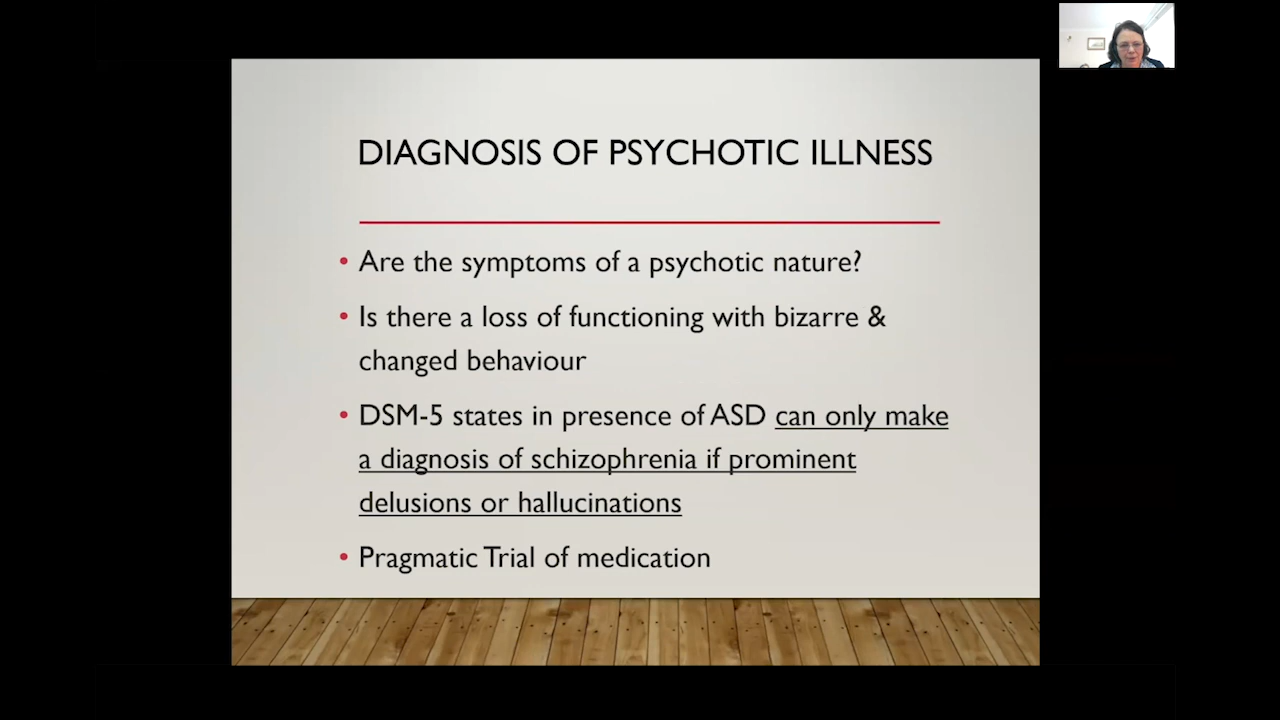 DIAGNOSIS OF PSYCHOTIC ILLNESS
• Are the symptoms of a psychotic nature?
• Is there a loss of functioning with bizarre &
changed behaviour
• DSM-5 states in presence of ASD can only make
a diagnosis of schizophrenia if prominent
delusions or hallucinations
• Pragmatic Trial of medication